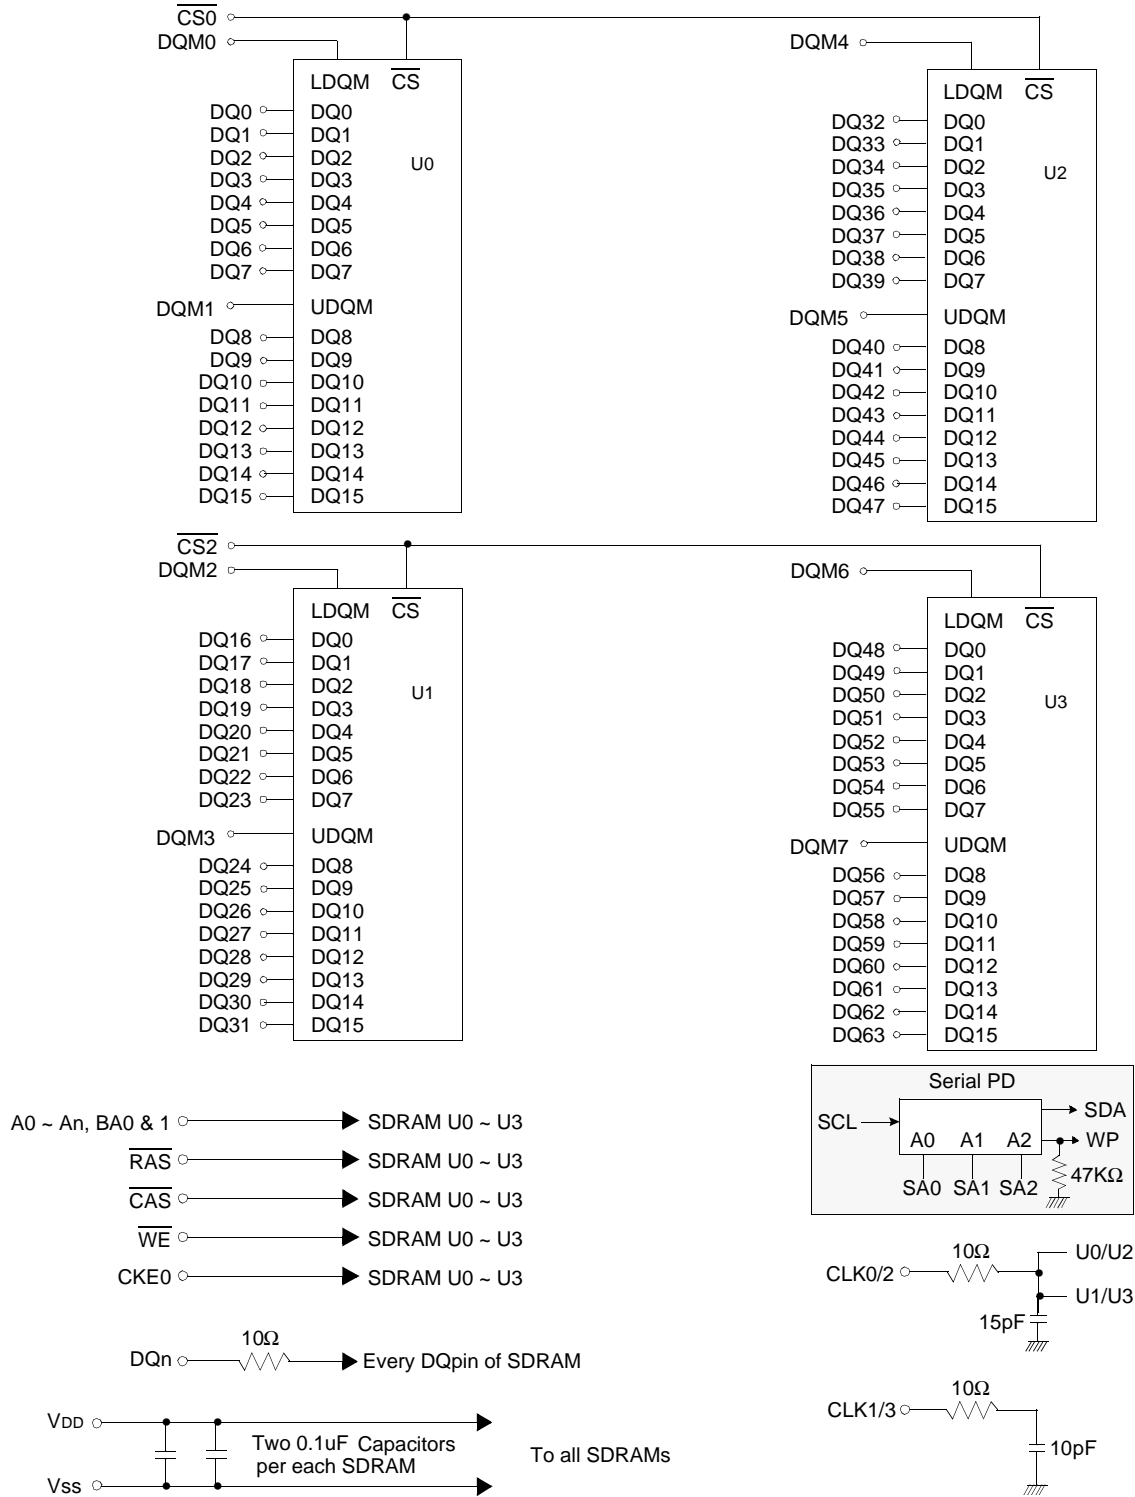 CS0
DQM0
LDQM CS
DQ0 DQ0
DQ1 DQ1
DQ2 DQ2
U0
DQ3 DQ3
DQ4 DQ4
DQ5 DQ5
DQ6 DQ6
DQ7 DQ7
DQM1 UDQM
DQ8 DQ8
DQ9 DQ9
DQ10 DQ10
DQ11 DQ11
DQ12 DQ12
DQ13 DQ13
DQ14 DQ14
DQ15 DQ15
DQM4
LDQM CS
DQ32 DQ0
DQ33 DQ1
DQ34 DQ2
U2
DQ35 DQ3
DQ36 DQ4
DQ37 DQ5
DQ38 DQ6
DQ39 DQ7
DQM5 UDQM
DQ40 DQ8
DQ41 DQ9
DQ42 DQ10
DQ43 DQ11
DQ44 DQ12
DQ45 DQ13
DQ46 DQ14
DQ47 DQ15
CS2
DQM2
LDQM CS
DQ16 DQ0
DQ17 DQ1
DQ18 DQ2
U1
DQ19 DQ3
DQ20 DQ4
DQ21 DQ5
DQ22 DQ6
DQ23 DQ7
DQM3 UDQM
DQ24 DQ8
DQ25 DQ9
DQ26 DQ10
DQ27 DQ11
DQ28 DQ12
DQ29 DQ13
DQ30 DQ14
DQ31 DQ15
DQM6
LDQM CS
DQ48 DQ0
DQ49 DQ1
DQ50 DQ2
U3
DQ51 DQ3
DQ52 DQ4
DQ53 DQ5
DQ54 DQ6
DQ55 DQ7
DQM7 UDQM
DQ56 DQ8
DQ57 DQ9
DQ58 DQ10
DQ59 DQ11
DQ60 DQ12
DQ61 DQ13
DQ62 DQ14
DQ63 DQ15
A0 ~ An, BA0 & 1 SDRAM U0 ~ U3
RAS SDRAM U0 ~ U3
CAS SDRAM U0 ~ U3
WE SDRAM U0 ~ U3
CKE0 SDRAM U0 ~ U3
10Ω
DQn Every DQpin of SDRAM
VDD
Two 0.1uF Capacitors
per each SDRAM
To all SDRAMs
Vss
Serial PD
SCL SDA
A0 A1 A2 WP
47KΩ
SA0 SA1 SA2
10Ω
U0/U2
CLK0/2
U1/U3
15pF
10Ω
CLK1/3
10pF